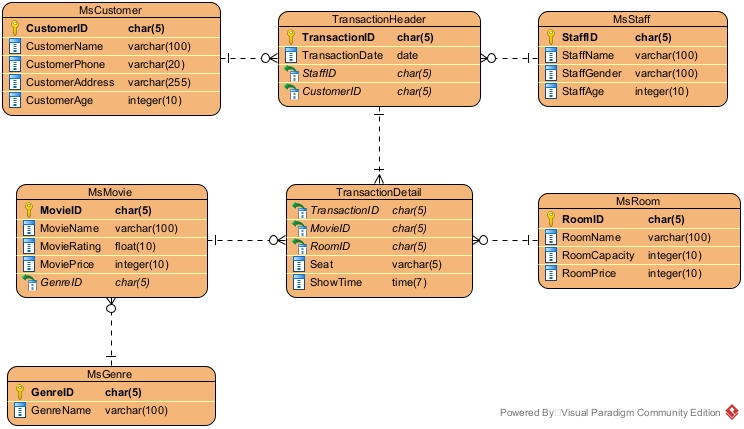 MsCustomer
CustomerID char(5)
CustomerName varchar(100)
CustomerPhone varchar(20)
CustomerAddress varchar(255)
CustomerAge integer(10)
TransactionHeader
TransactionID char(5)
TransactionDate date
StaffID char(5)
CustomerID char(5)
MsStaff
StaffID char(5)
StaffName varchar(100)
StaffGender varchar(100)
StaffAge integer(10)
MsMovie
MovieID char(5)
MovieName varchar(100)
MovieRating float(10)
MoviePrice integer(10)
GenreID char(5)
TransactionDetail
TransactionID char(5)
MovieID char(5)
RoomID char(5)
Seat varchar(5)
ShowTime time(7)
MsRoom
RoomID char(5)
RoomName varchar(100)
RoomCapacity integer(10)
RoomPrice integer(10)
MsGenre
GenreID char(5)
GenreName varchar(100)
Powered By Visual Paradigm Community Edition